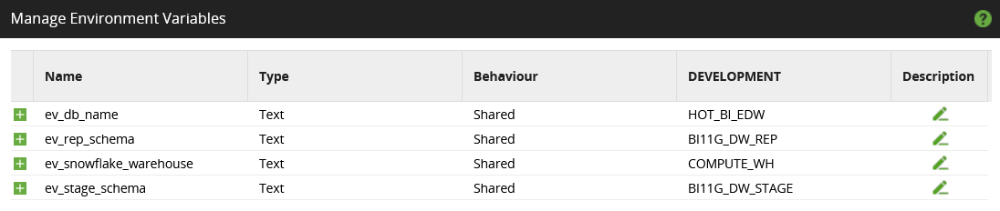 Manage Environment Variables ?
Name Type Behaviour DEVELOPMENT Description
ev_db_name Text Shared HOT_BI_EDW
ev_rep_schema Text Shared BI11G_DW_REP
ev_snowflake_warehouse Text Shared COMPUTE_WH
ev_stage_schema Text Shared BI11G_DW_STAGE